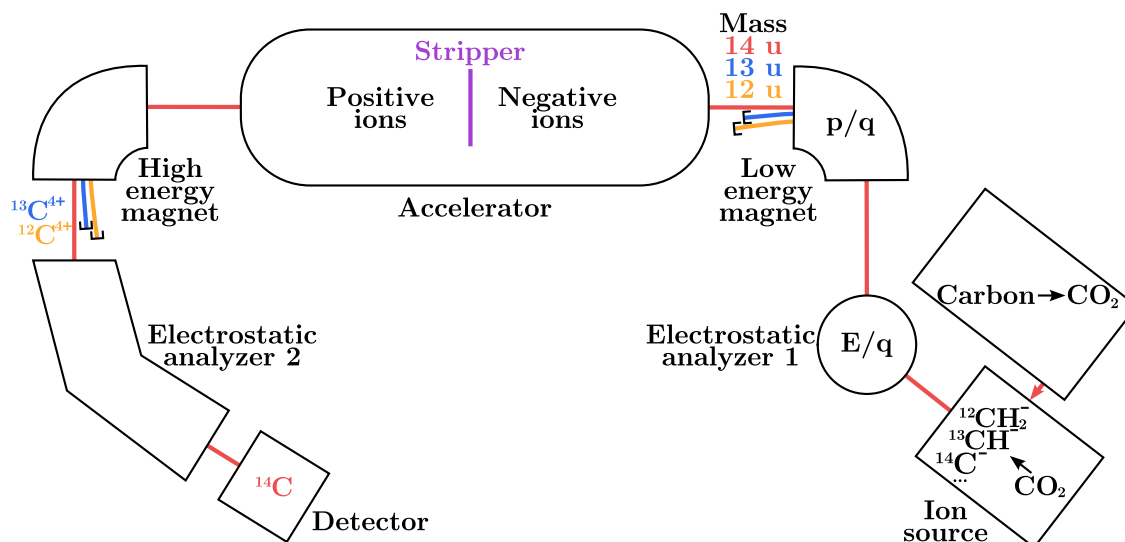 Mass
14 u
13 u
12 u
Stripper
Positive
ions
Negative
ions
p/q
High
energy
magnet
Low
energy
magnet
Accelerator
¹³C⁴⁺
¹²C⁴⁺
Carbon→CO₂
Electrostatic
analyzer 2
Electrostatic
analyzer 1
E/q
¹²CH₂⁻
¹³CH⁻
¹⁴C⁻
...
CO₂
¹⁴C
Detector
Ion
source